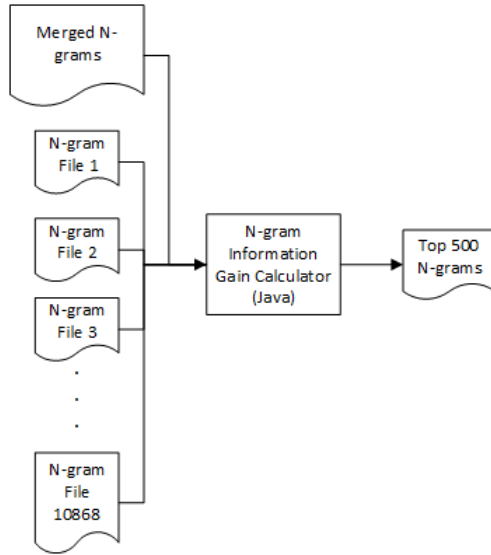 Merged N-
grams
N-gram
File 1
N-gram
File 2
N-gram
File 3
.
.
.
N-gram
File
10868
N-gram
Information
Gain Calculator
(Java)
Top 500
N-grams